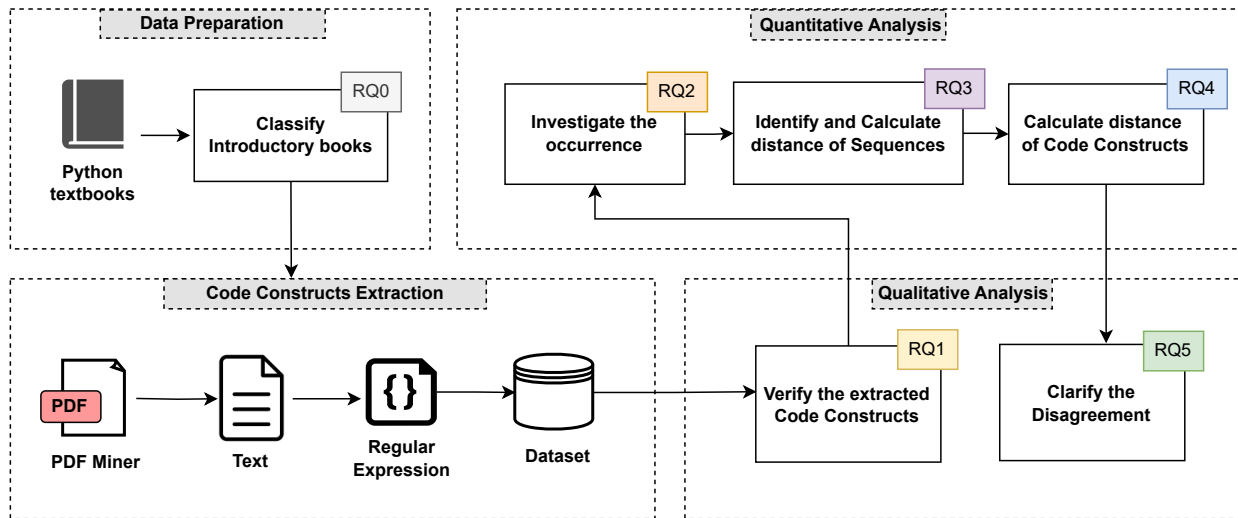 Data Preparation
RQ0
Classify
Introductory books
Python
textbooks
Quantitative Analysis
RQ2
Investigate the
occurrence
RQ3
Identify and Calculate
distance of Sequences
RQ4
Calculate distance
of Code Constructs
Code Constructs Extraction
PDF
PDF Miner
Text
{}
Regular
Expression
Dataset
Qualitative Analysis
RQ1
Verify the extracted
Code Constructs
RQ5
Clarify the
Disagreement